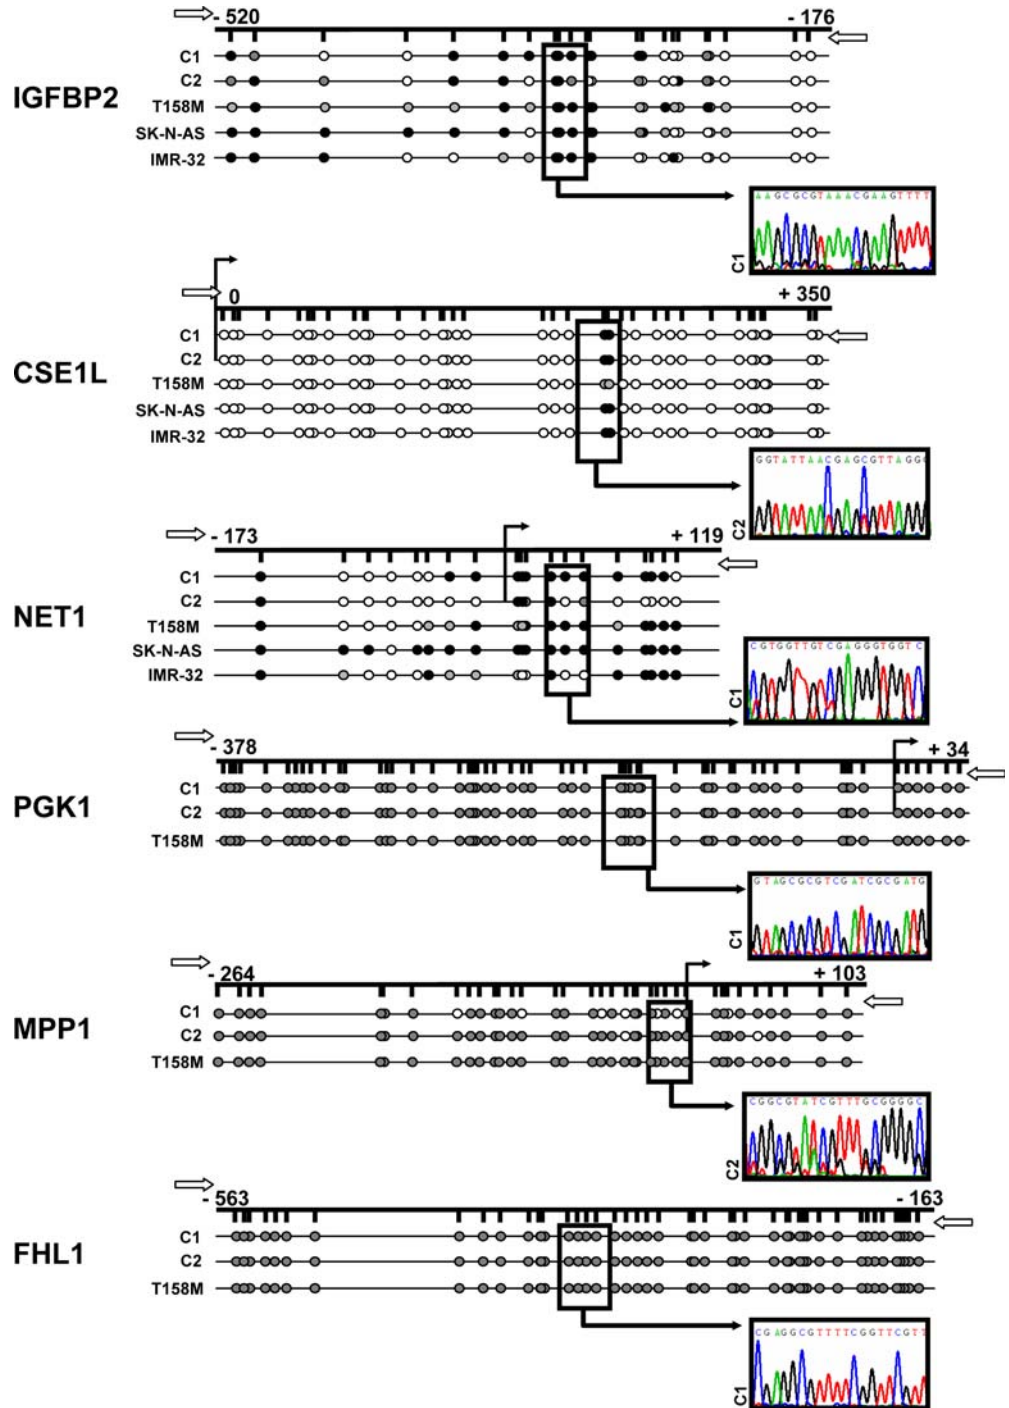 - 520 - 176
IGFBP2
C1
C2
T158M
SK-N-AS
IMR-32
AAGCGCGTAAACGAAGTTTT
C1
0 + 350
CSE1L
C1
C2
T158M
SK-N-AS
IMR-32
GGTATTAACGAGCGTTAGG
C2
- 173 + 119
NET1
C1
C2
T158M
SK-N-AS
IMR-32
CGTGGTTGTCGAGGGTGGTC
C1
- 378 + 34
PGK1
C1
C2
T158M
GTAGCGCGTCGATCGCGATG
C1
- 264 + 103
MPP1
C1
C2
T158M
CGGCGTATCGTTTGCGGGGC
C2
- 563 - 163
FHL1
C1
C2
T158M
CGAGGCGTTTTCGGTTCGTT
C1